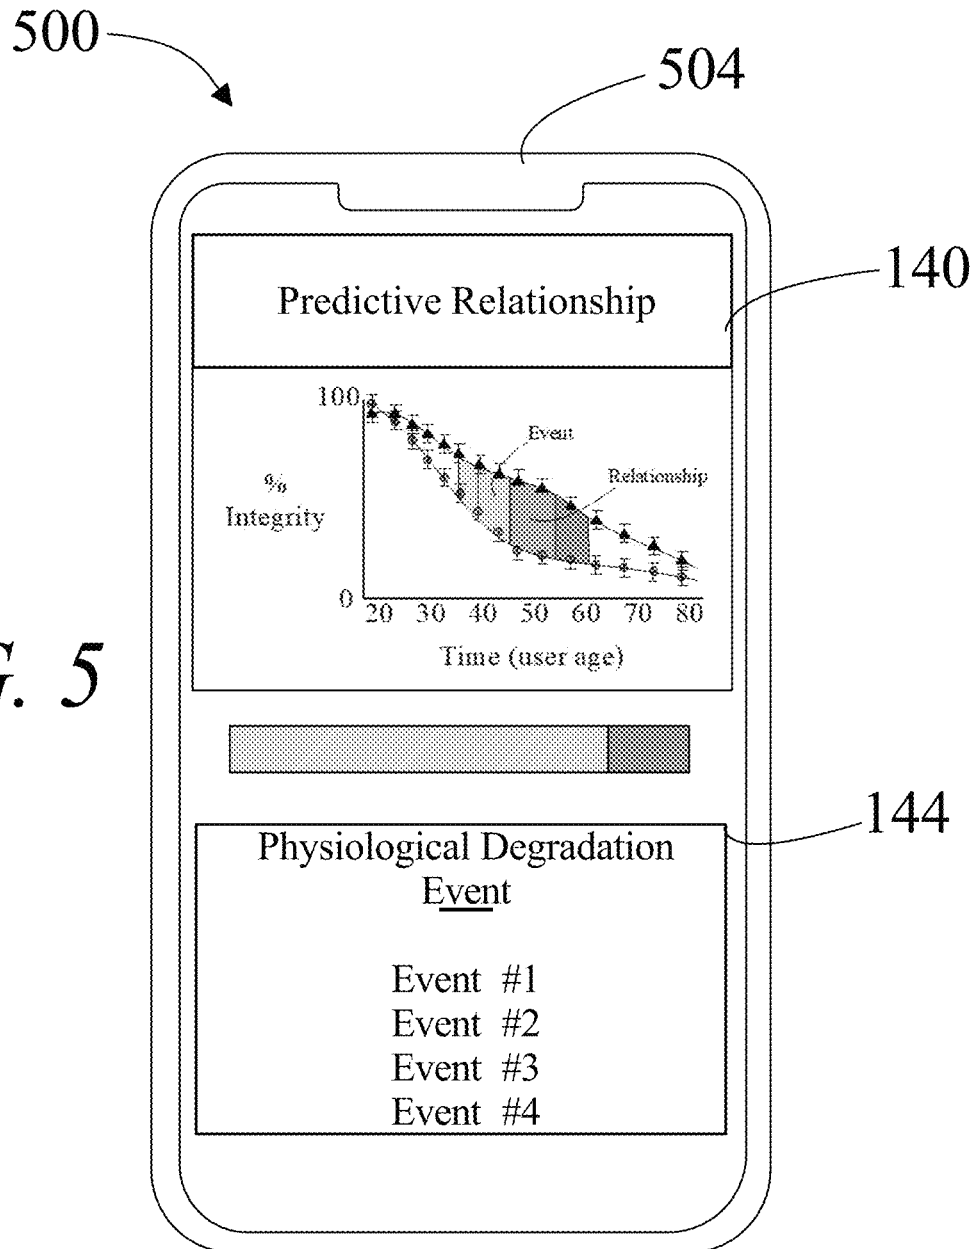 500
504
140
Predictive Relationship
100
Event
Relationship
%
Integrity
0
20 30 40 50 60 70 80
Time (user age)
G. 5
144
Physiological Degradation
Event
Event #1
Event #2
Event #3
Event #4